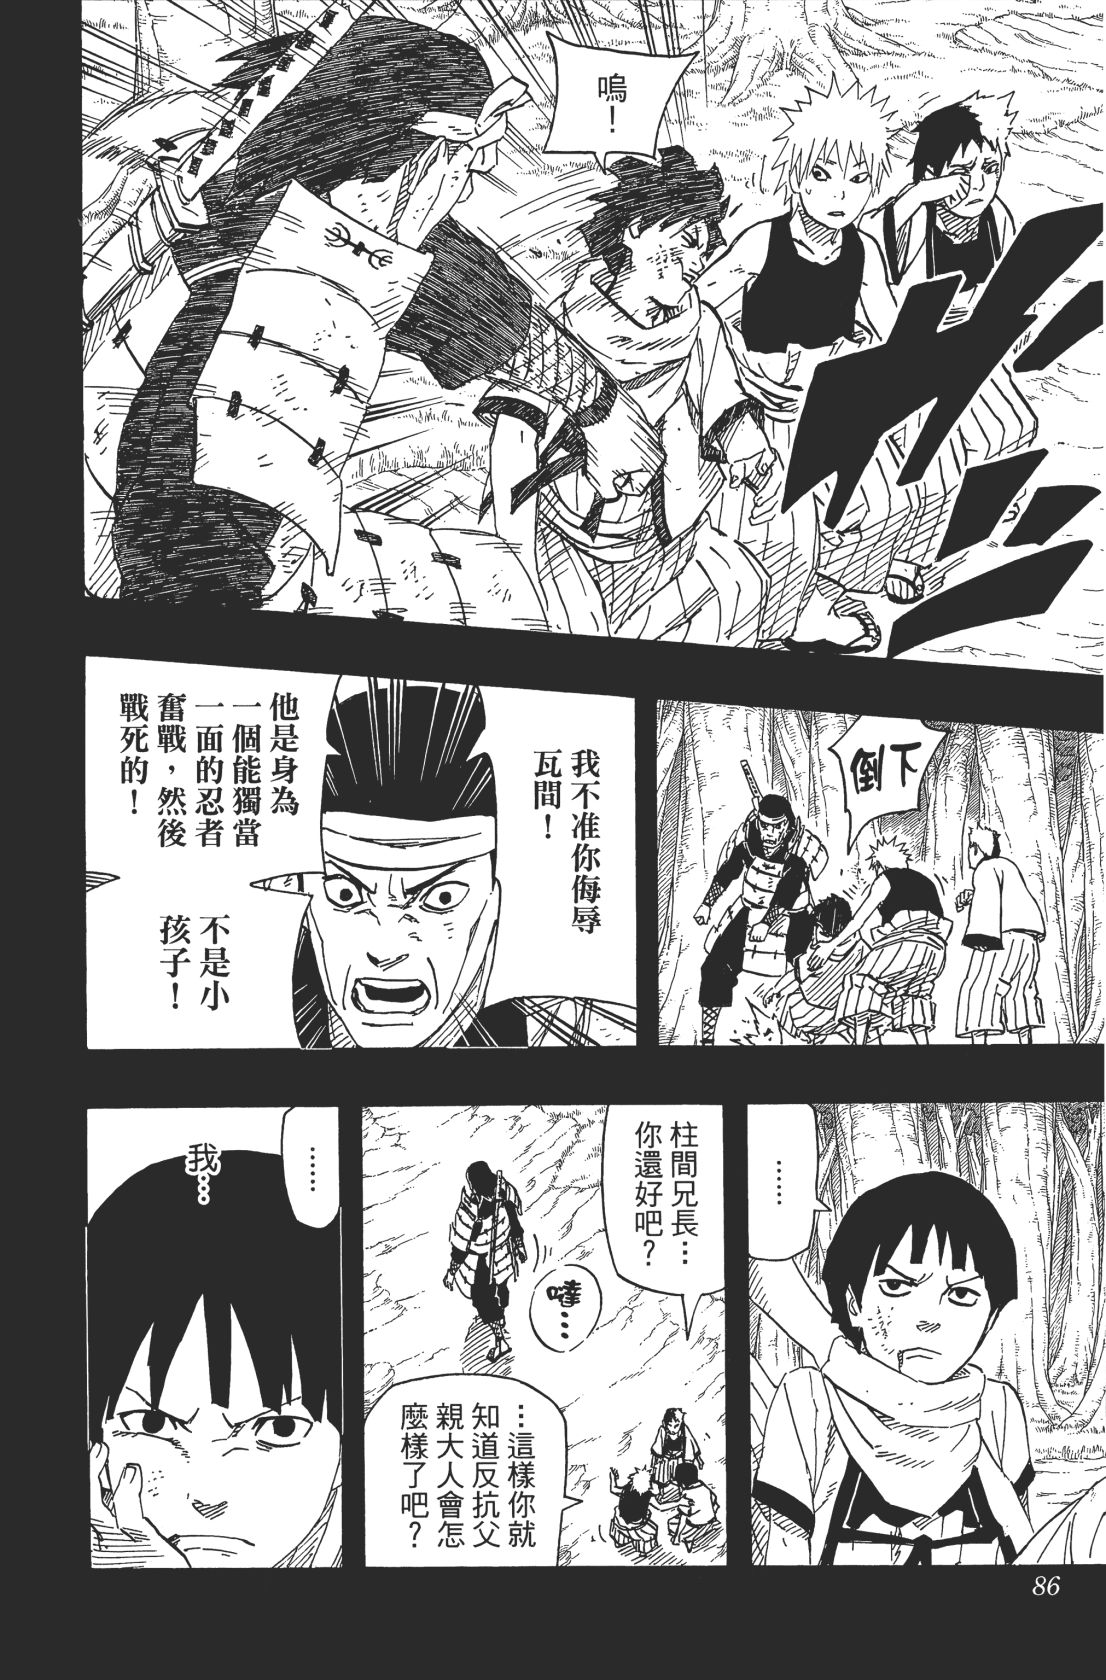 嗚！
倒下
我不准你侮辱
瓦間！
他是身為
一個能獨當
一面的忍者
奮戰，然後
戰死的！
不是小
孩子！
……
柱間兄長…
你還好吧？
噠…
…這樣你就
知道反抗父
親大人會怎
麼樣了吧？
……
我…
86